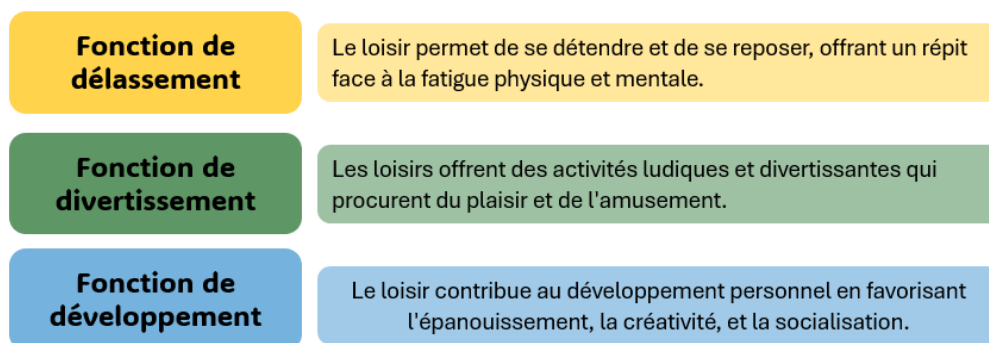 Fonction de
délassement
Le loisir permet de se détendre et de se reposer, offrant un répit
face à la fatigue physique et mentale.
Fonction de
divertissement
Les loisirs offrent des activités ludiques et divertissantes qui
procurent du plaisir et de l'amusement.
Fonction de
développement
Le loisir contribue au développement personnel en favorisant
l'épanouissement, la créativité, et la socialisation.